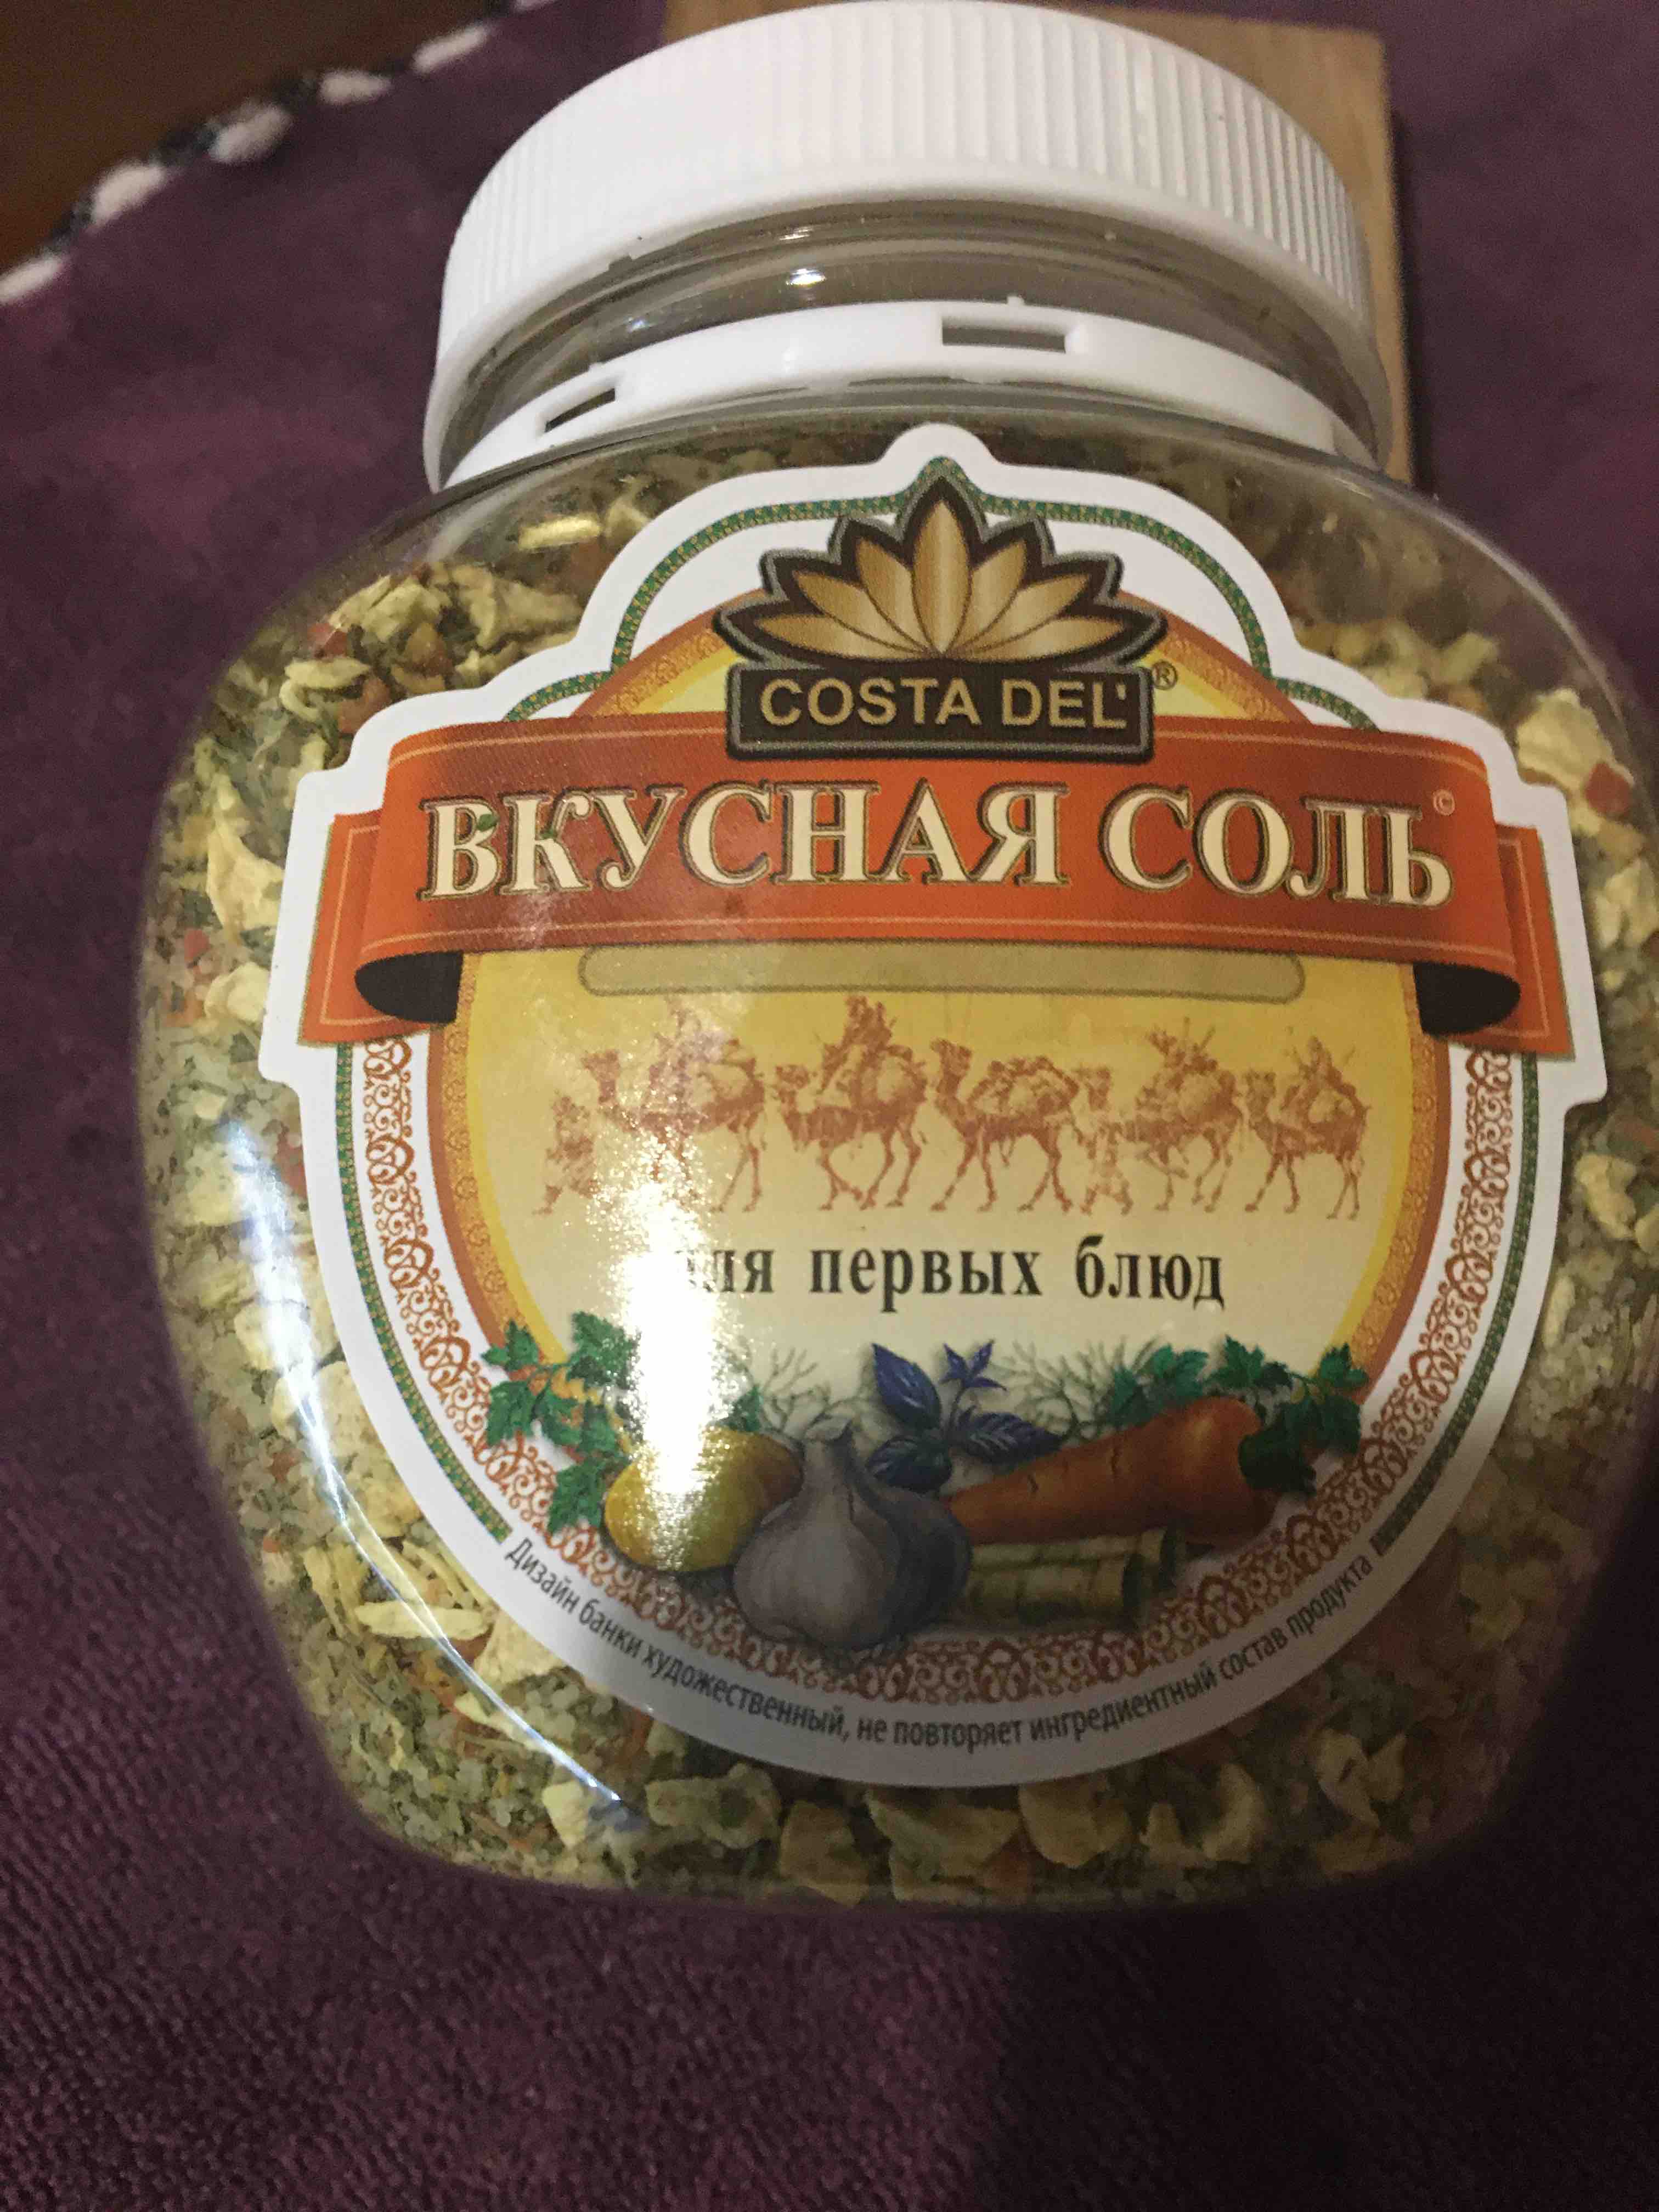 COSTA DEL'®
ВКУСНАЯ СОЛЬ©
для первых блюд
Дизайн банки художественный, не повторяет ингредиентный состав продукта